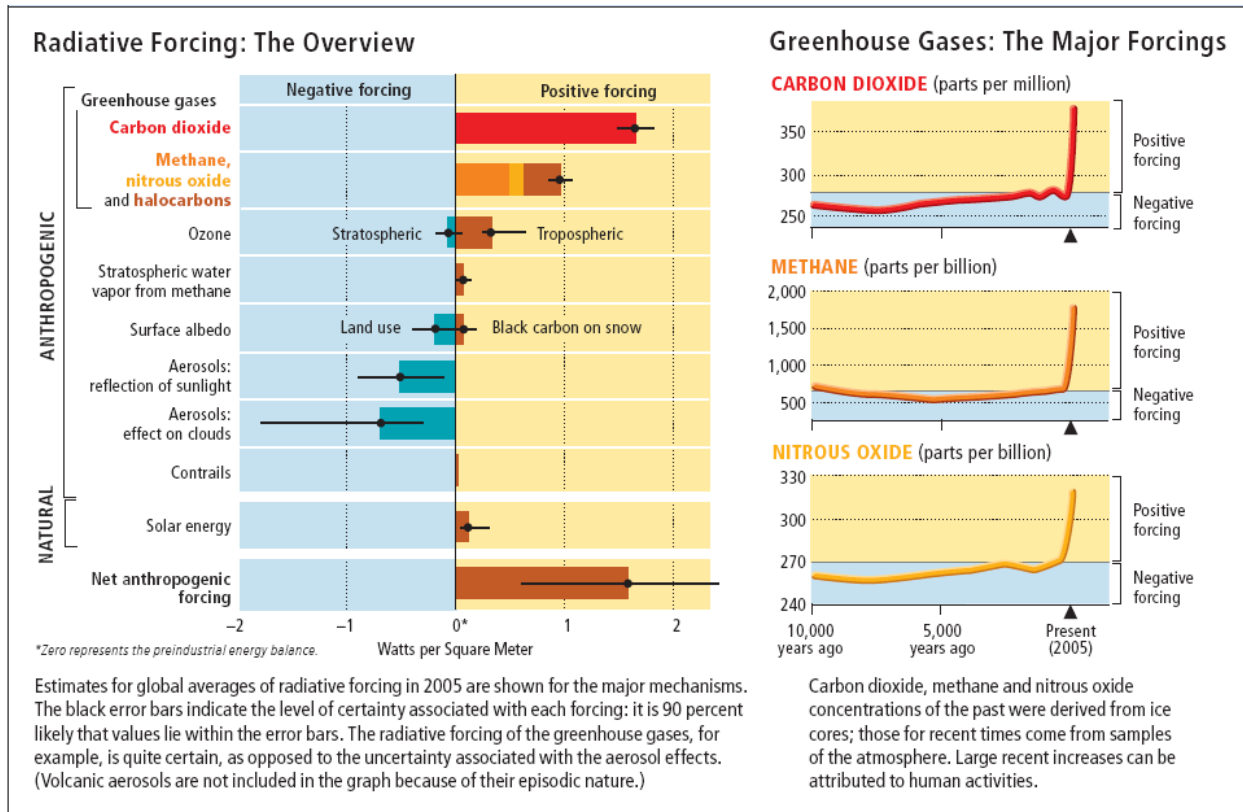 Radiative Forcing: The Overview
Negative forcing
Positive forcing
ANTHROPOGENIC
Greenhouse gases
Carbon dioxide
Methane,
nitrous oxide
and halocarbons
Ozone
Stratospheric
Tropospheric
Stratospheric water
vapor from methane
Surface albedo
Land use
Black carbon on snow
Aerosols:
reflection of sunlight
Aerosols:
effect on clouds
Contrails
NATURAL
Solar energy
Net anthropogenic
forcing
−2
−1
0*
1
2
*Zero represents the preindustrial energy balance.
Watts per Square Meter
Estimates for global averages of radiative forcing in 2005 are shown for the major mechanisms.
The black error bars indicate the level of certainty associated with each forcing: it is 90 percent
likely that values lie within the error bars. The radiative forcing of the greenhouse gases, for
example, is quite certain, as opposed to the uncertainty associated with the aerosol effects.
(Volcanic aerosols are not included in the graph because of their episodic nature.)
Greenhouse Gases: The Major Forcings
CARBON DIOXIDE (parts per million)
350
300
250
Positive
forcing
Negative
forcing
METHANE (parts per billion)
2,000
1,500
1,000
500
Positive
forcing
Negative
forcing
NITROUS OXIDE (parts per billion)
330
300
270
240
Positive
forcing
Negative
forcing
10,000
years ago
5,000
years ago
Present
(2005)
Carbon dioxide, methane and nitrous oxide
concentrations of the past were derived from ice
cores; those for recent times come from samples
of the atmosphere. Large recent increases can be
attributed to human activities.